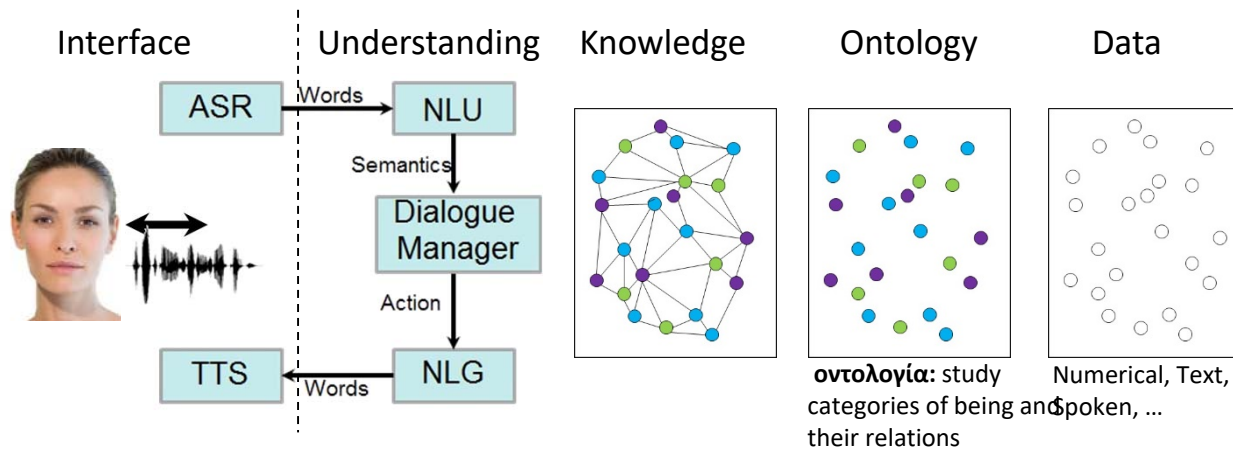 Interface
Understanding
Knowledge
Ontology
Data
ASR
Words
NLU
Semantics
Dialogue
Manager
Action
TTS
Words
NLG
οντολογία: study
categories of being and
their relations
Numerical, Text,
Spoken, ...